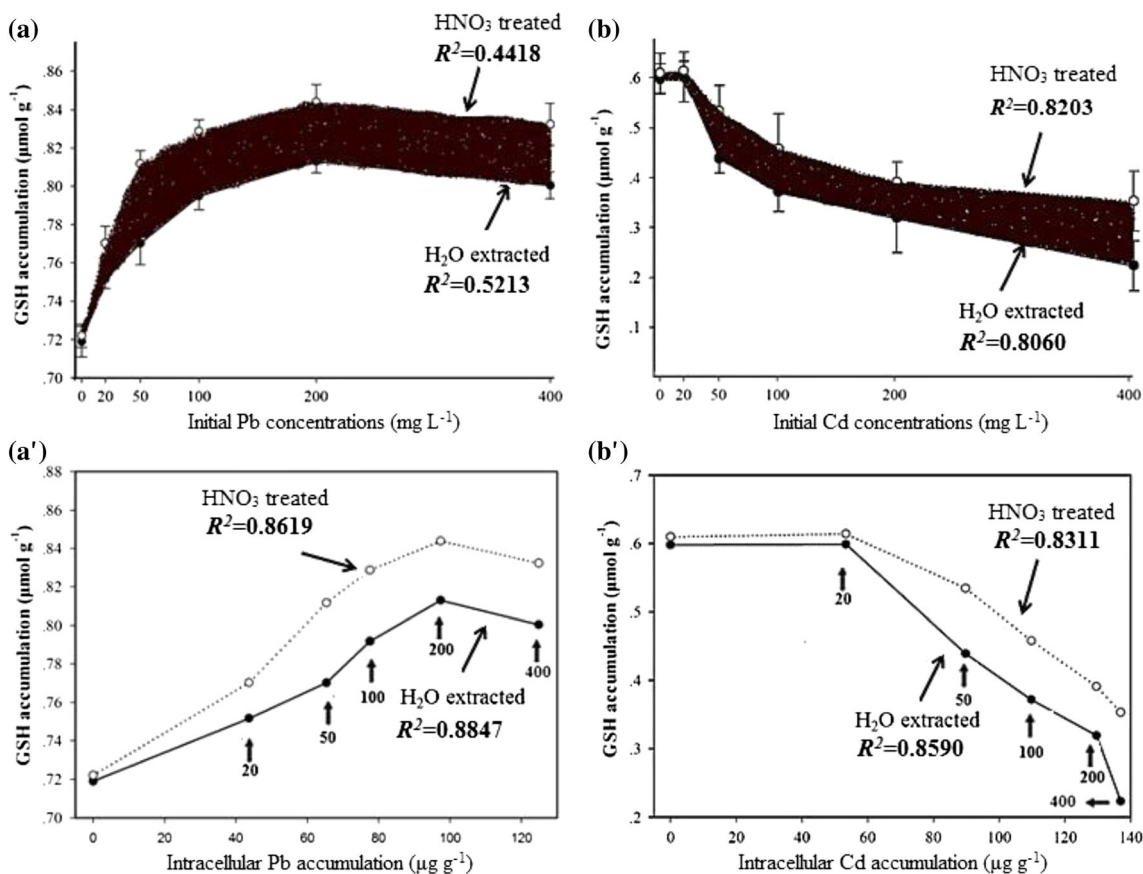 (a)
HNO3 treated
R2=0.4418
H2O extracted
R2=0.5213
GSH accumulation (µmol g-1)
.86
.84
.82
.80
.78
.76
.74
.72
.70
0 20 50 100 200 400
Initial Pb concentrations (mg L-1)
(b)
HNO3 treated
R2=0.8203
H2O extracted
R2=0.8060
GSH accumulation (µmol g-1)
.6
.5
.4
.3
.2
.1
0 20 50 100 200 400
Initial Cd concentrations (mg L-1)
(a')
HNO3 treated
R2=0.8619
H2O extracted
R2=0.8847
GSH accumulation (µmol g-1)
.88
.86
.84
.82
.80
.78
.76
.74
.72
.70
20
50
100
200
400
0 20 40 60 80 100 120
Intracellular Pb accumulation (µg g-1)
(b')
HNO3 treated
R2=0.8311
H2O extracted
R2=0.8590
GSH accumulation (µmol g-1)
.7
.6
.5
.4
.3
.2
20
50
100
200
400
0 20 40 60 80 100 120 140
Intracellular Cd accumulation (µg g-1)